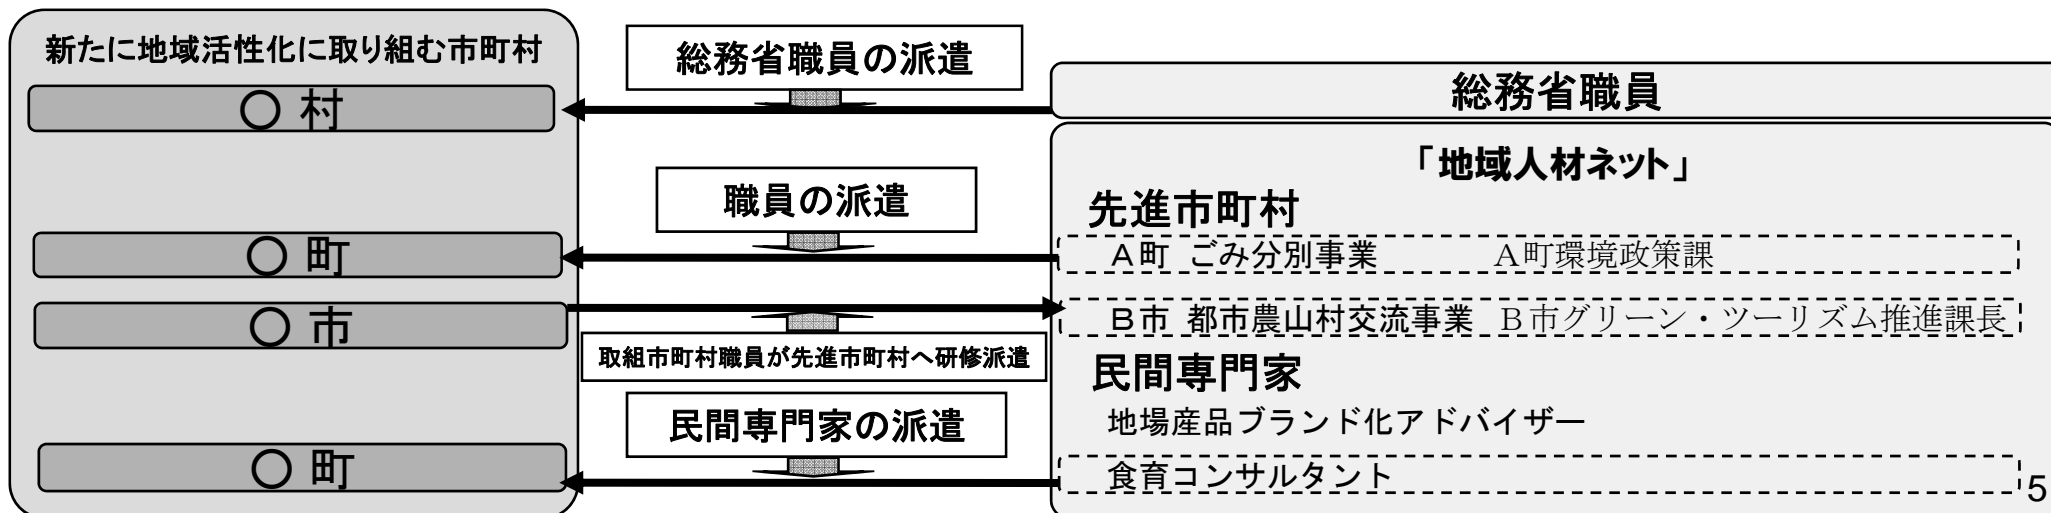 新たに地域活性化に取り組む市町村
○ 村
○ 町
○ 市
○ 町
総務省職員の派遣
職員の派遣
取組市町村職員が先進市町村へ研修派遣
民間専門家の派遣
総務省職員
「地域人材ネット」
先進市町村
A町 ごみ分別事業 A町環境政策課
B市 都市農山村交流事業 B市グリーン・ツーリズム推進課長
民間専門家
地場産品ブランド化アドバイザー
食育コンサルタント
5